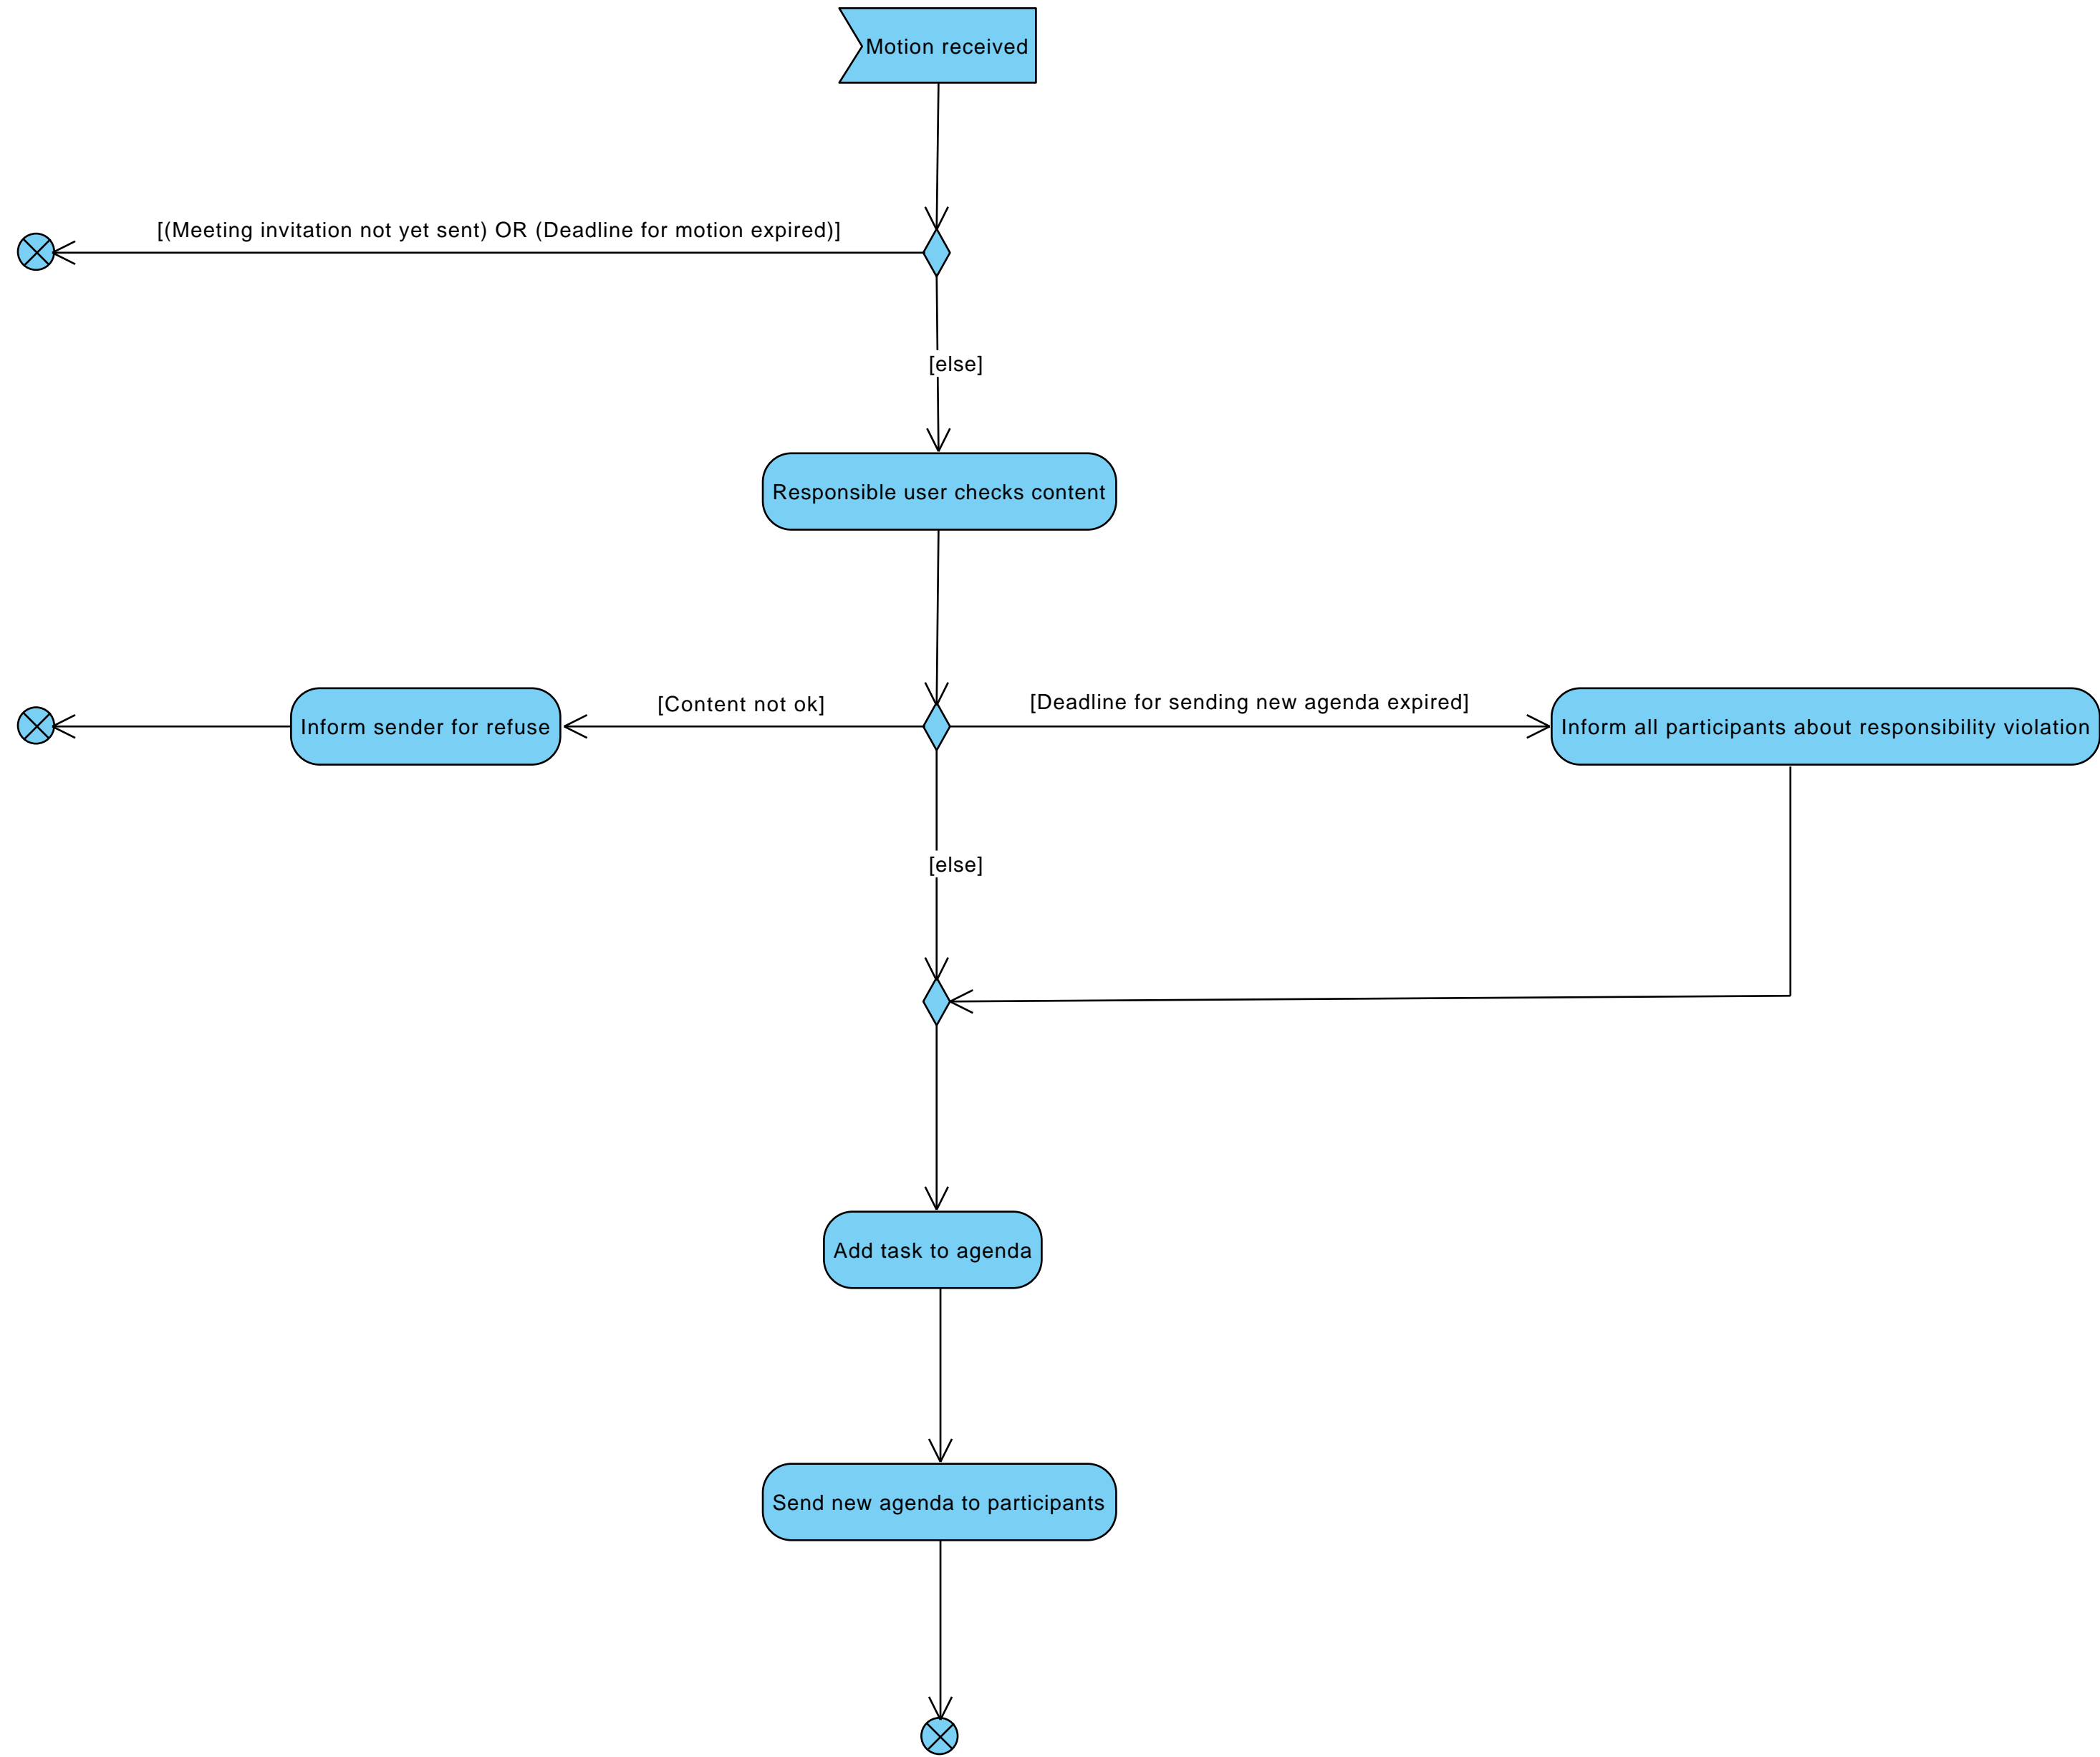 Motion received
[(Meeting invitation not yet sent) OR (Deadline for motion expired)]
[else]
Responsible user checks content
[Content not ok]
[Deadline for sending new agenda expired]
Inform sender for refuse
Inform all participants about responsibility violation
[else]
Add task to agenda
Send new agenda to participants